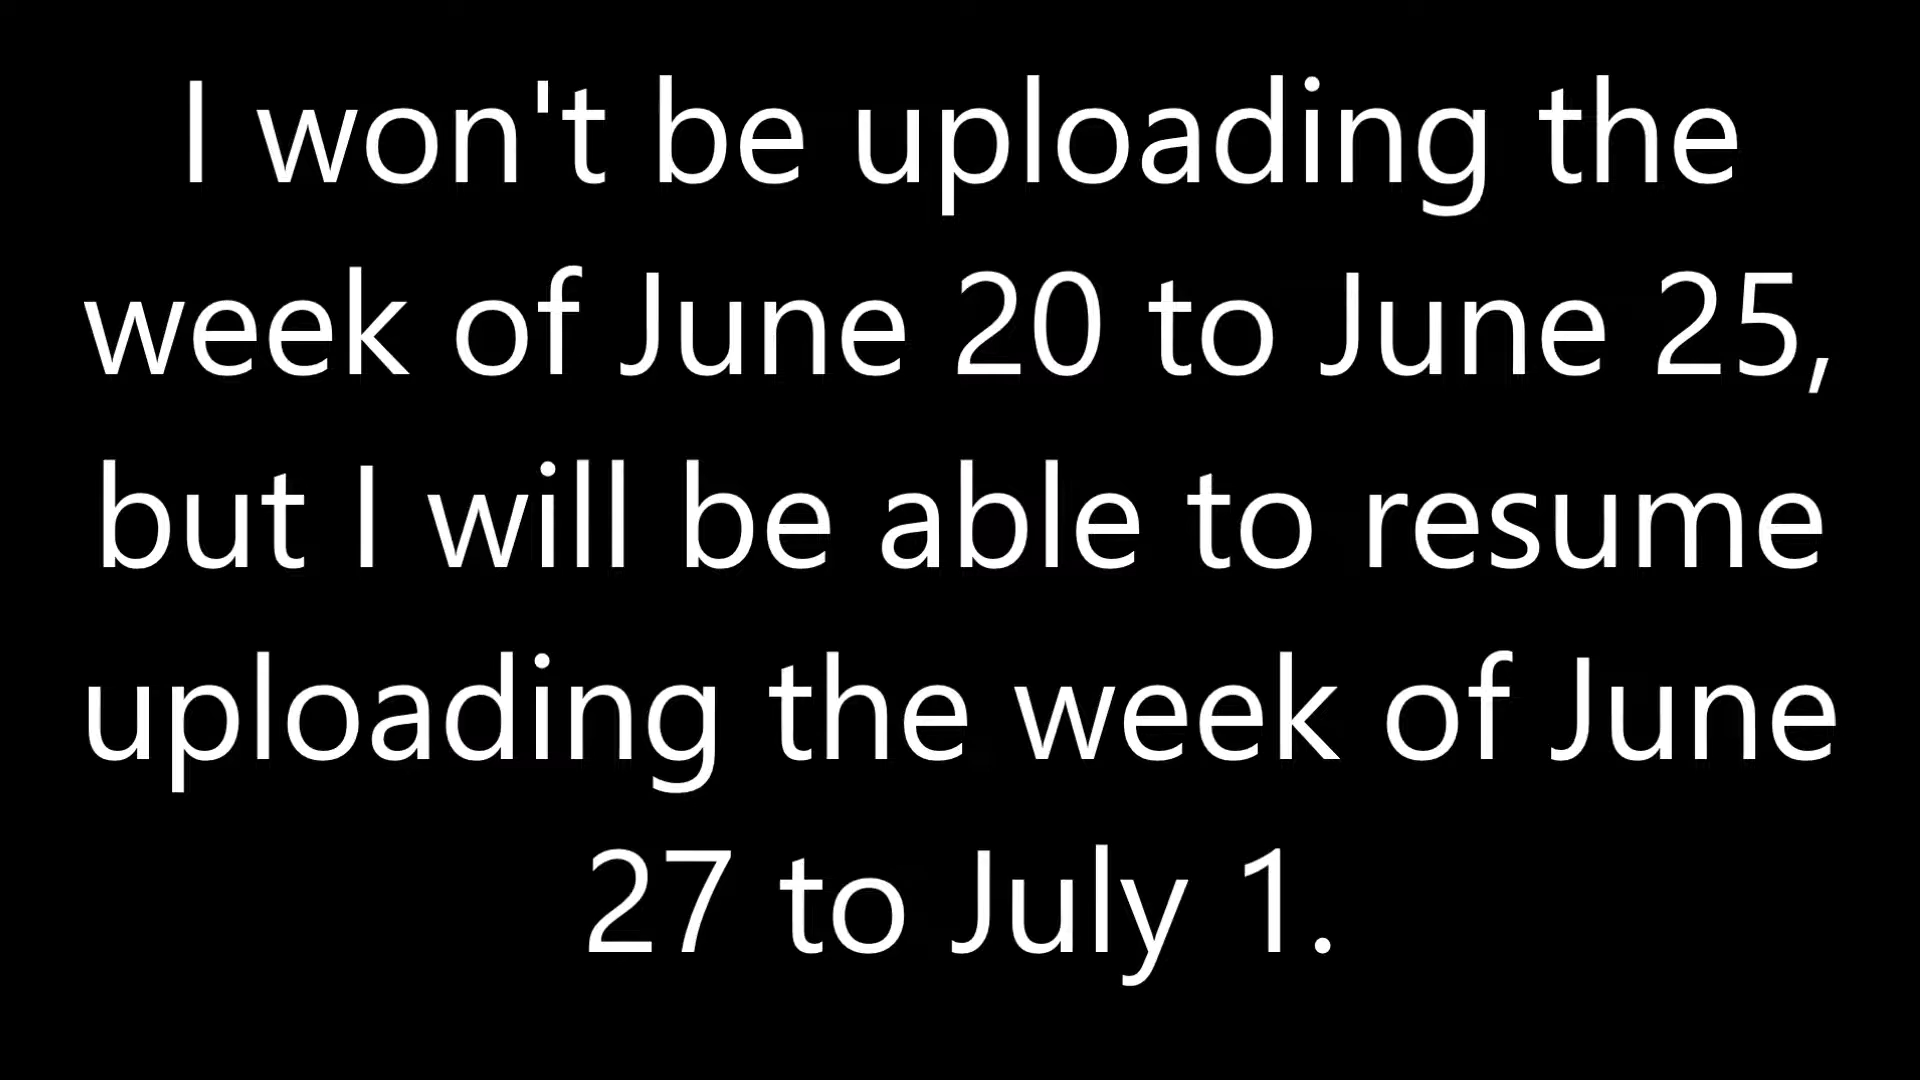 I won't be uploading the
week of June 20 to June 25,
but I will be able to resume
uploading the week of June
27 to July 1.